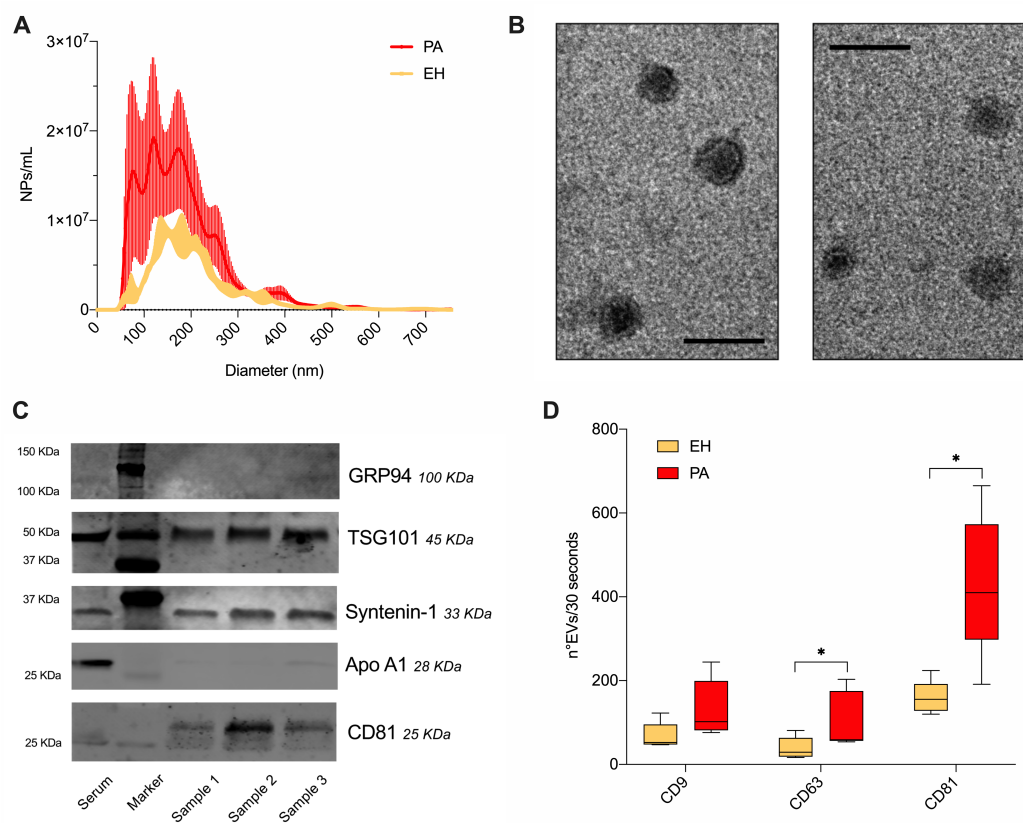 A
3×10⁷
2×10⁷
1×10⁷
0
NPs/mL
PA
EH
0
100
200
300
400
500
600
700
Diameter (nm)
B
C
150 KDa
100 KDa
GRP94 100 KDa
50 KDa
37 KDa
TSG101 45 KDa
37 KDa
Syntenin-1 33 KDa
25 KDa
Apo A1 28 KDa
25 KDa
CD81 25 KDa
Serum
Marker
Sample 1
Sample 2
Sample 3
D
800
600
400
200
0
n°EVs/30 seconds
EH
PA
*
*
CD9
CD63
CD81